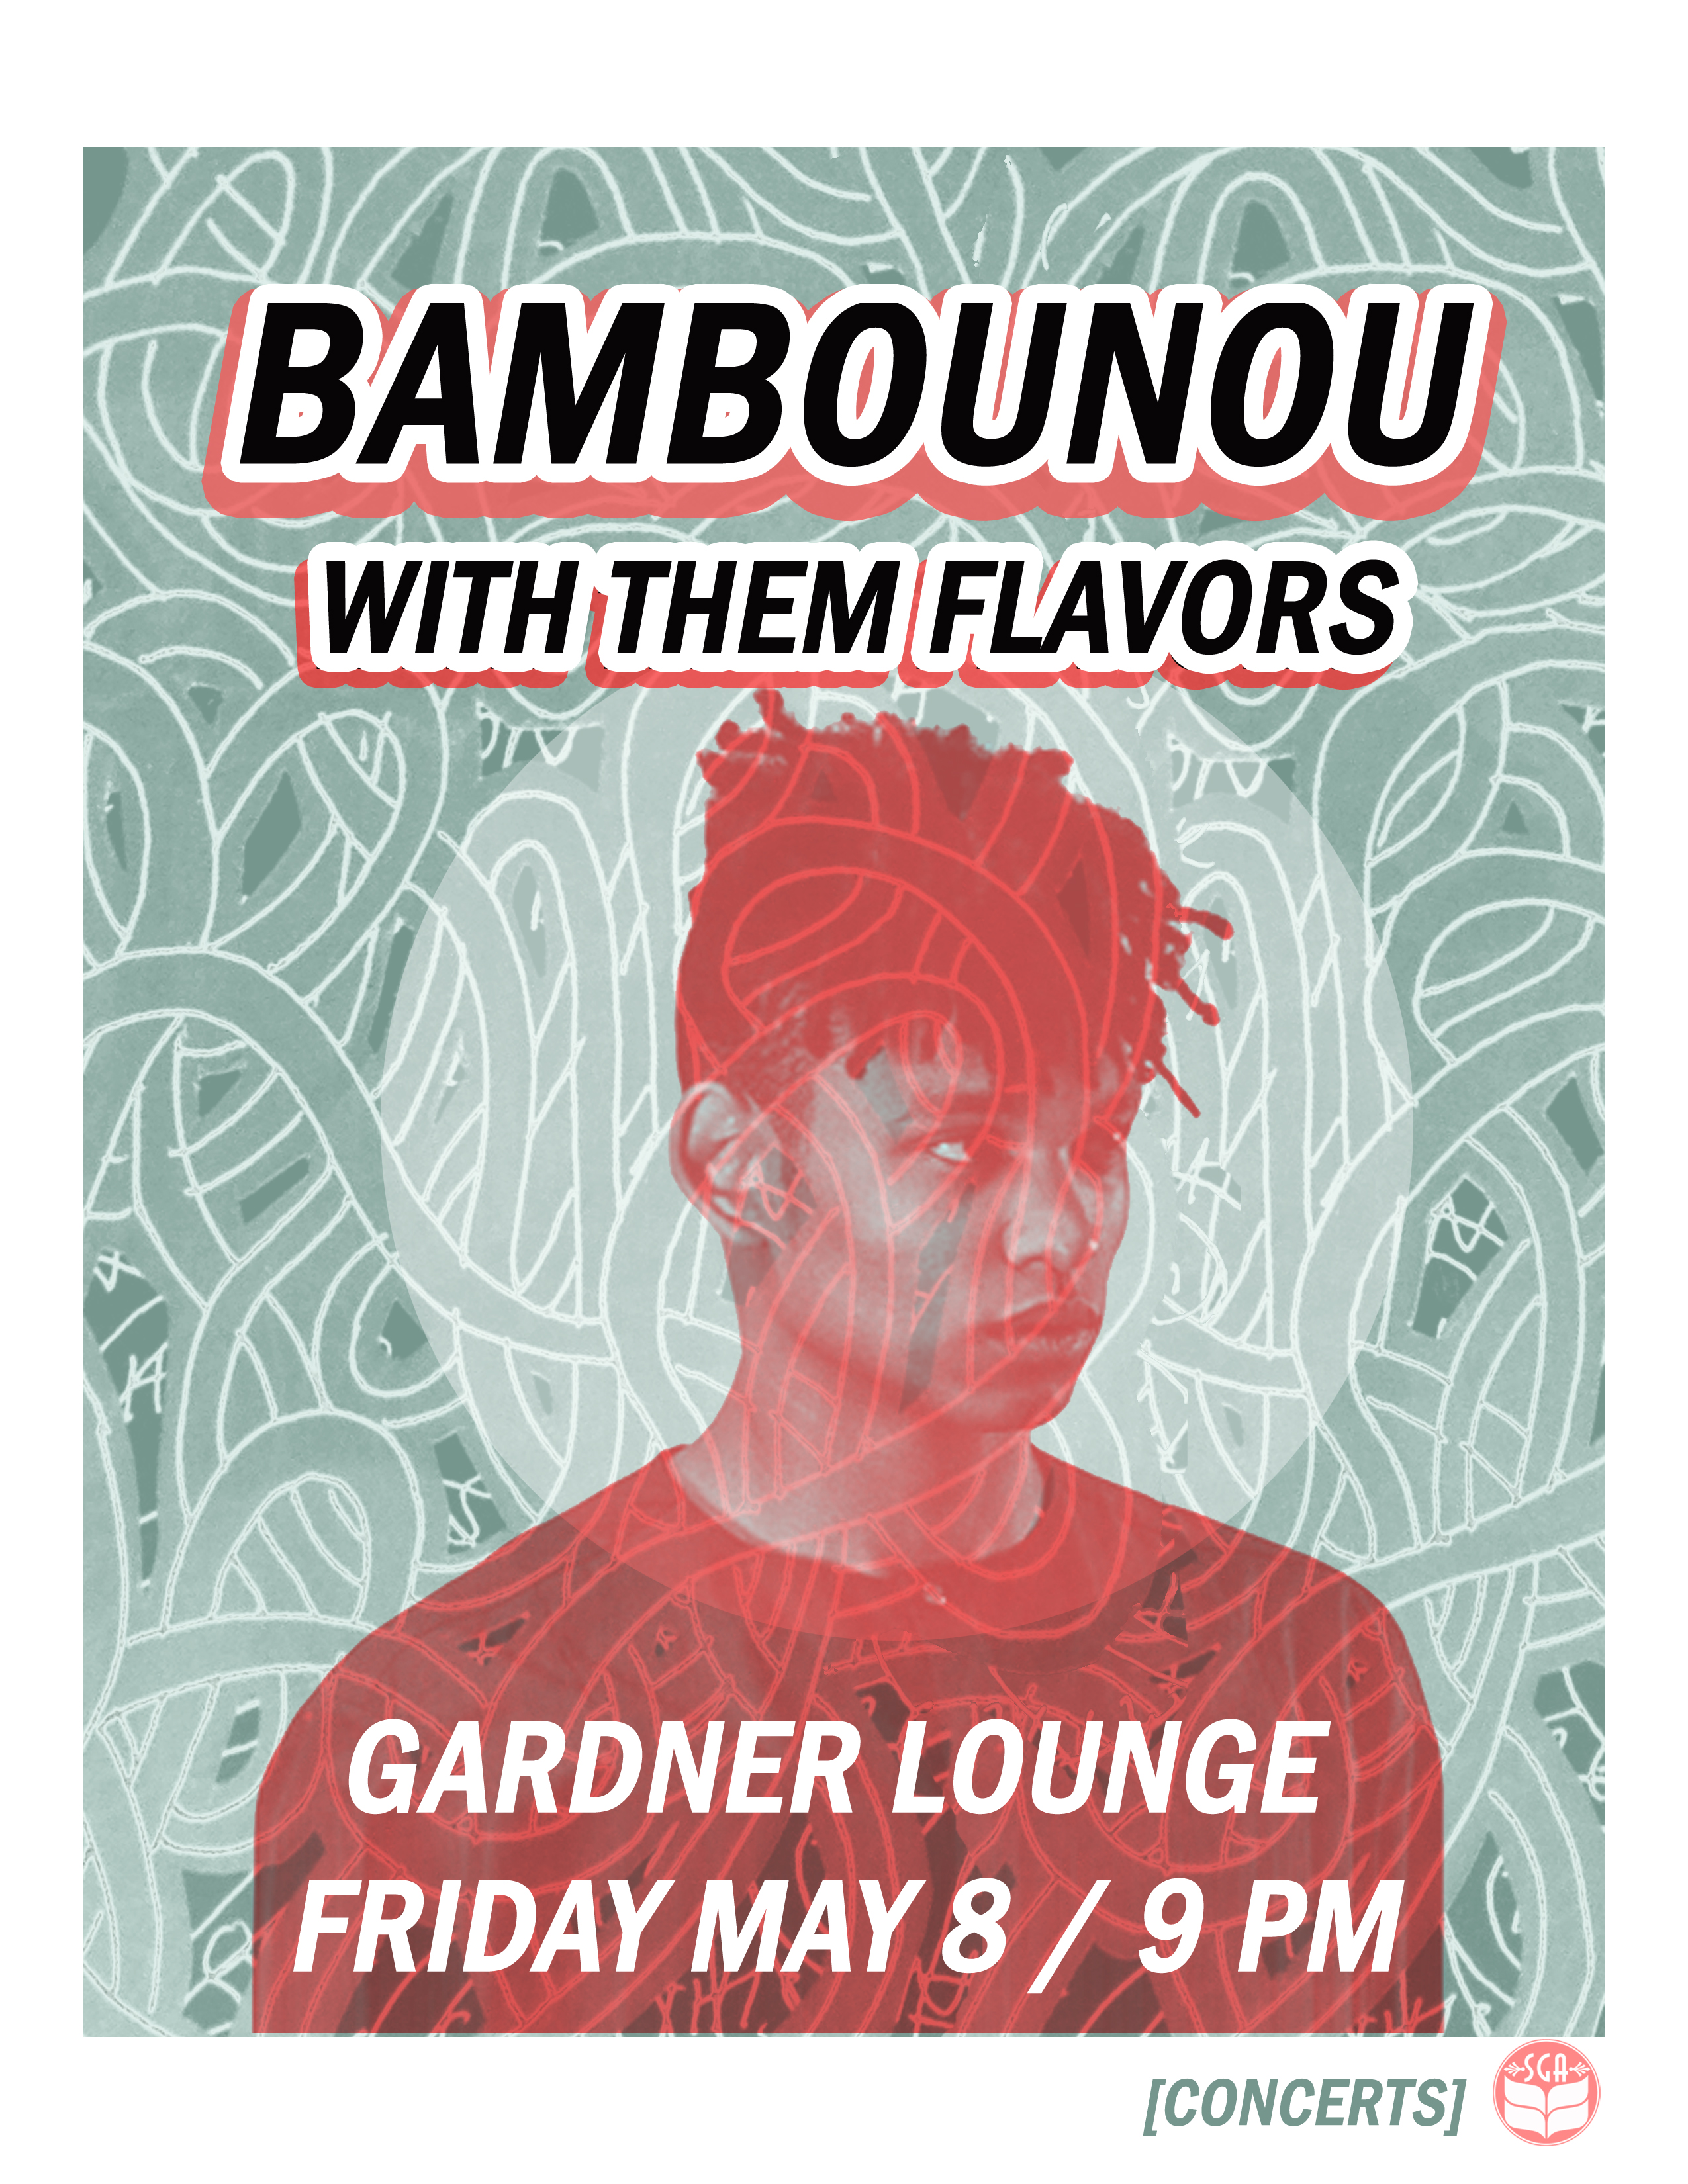 BAMBOUNOU
WITH THEM FLAVORS
GARDNER LOUNGE
FRIDAY MAY 8 / 9 PM
[CONCERTS]
SGA